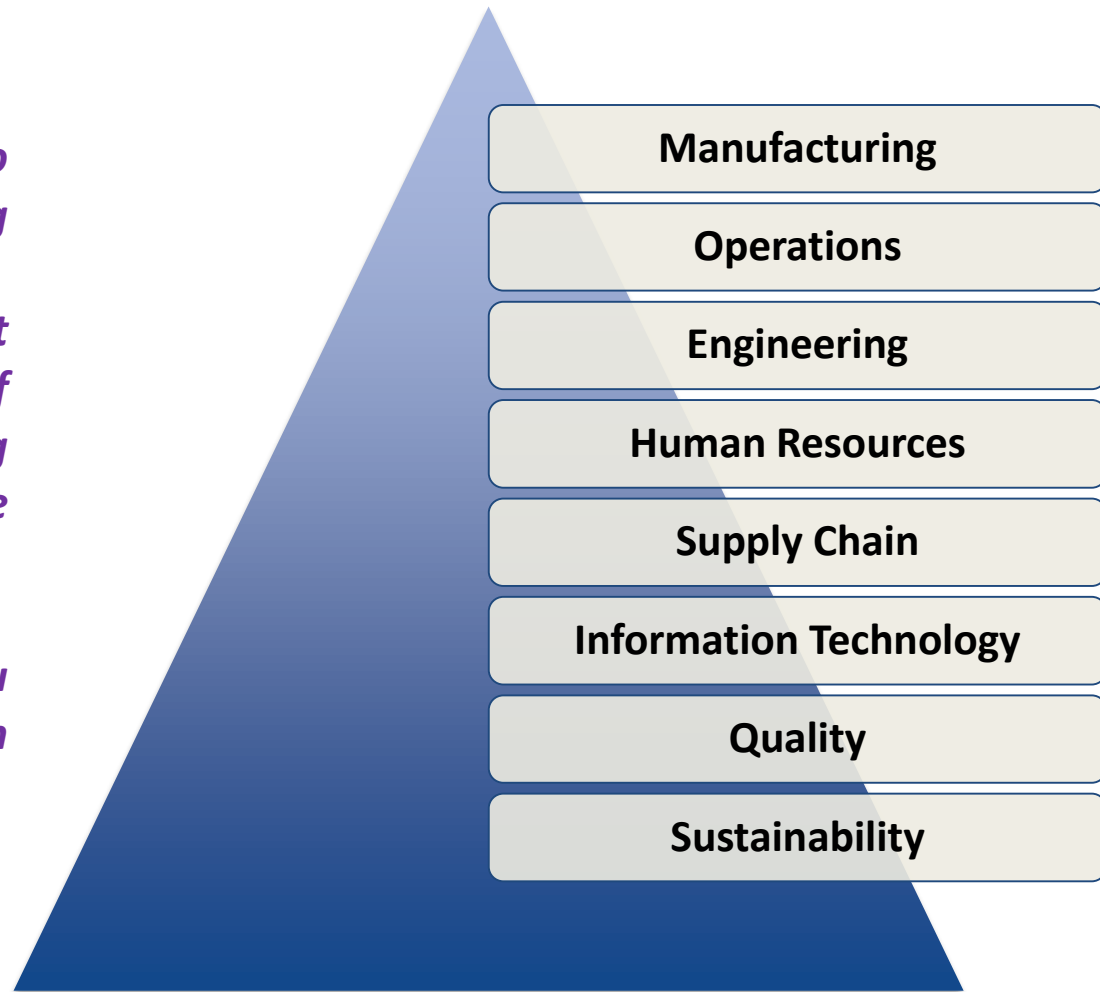 Manufacturing
Operations
Engineering
Human Resources
Supply Chain
Information Technology
Quality
Sustainability